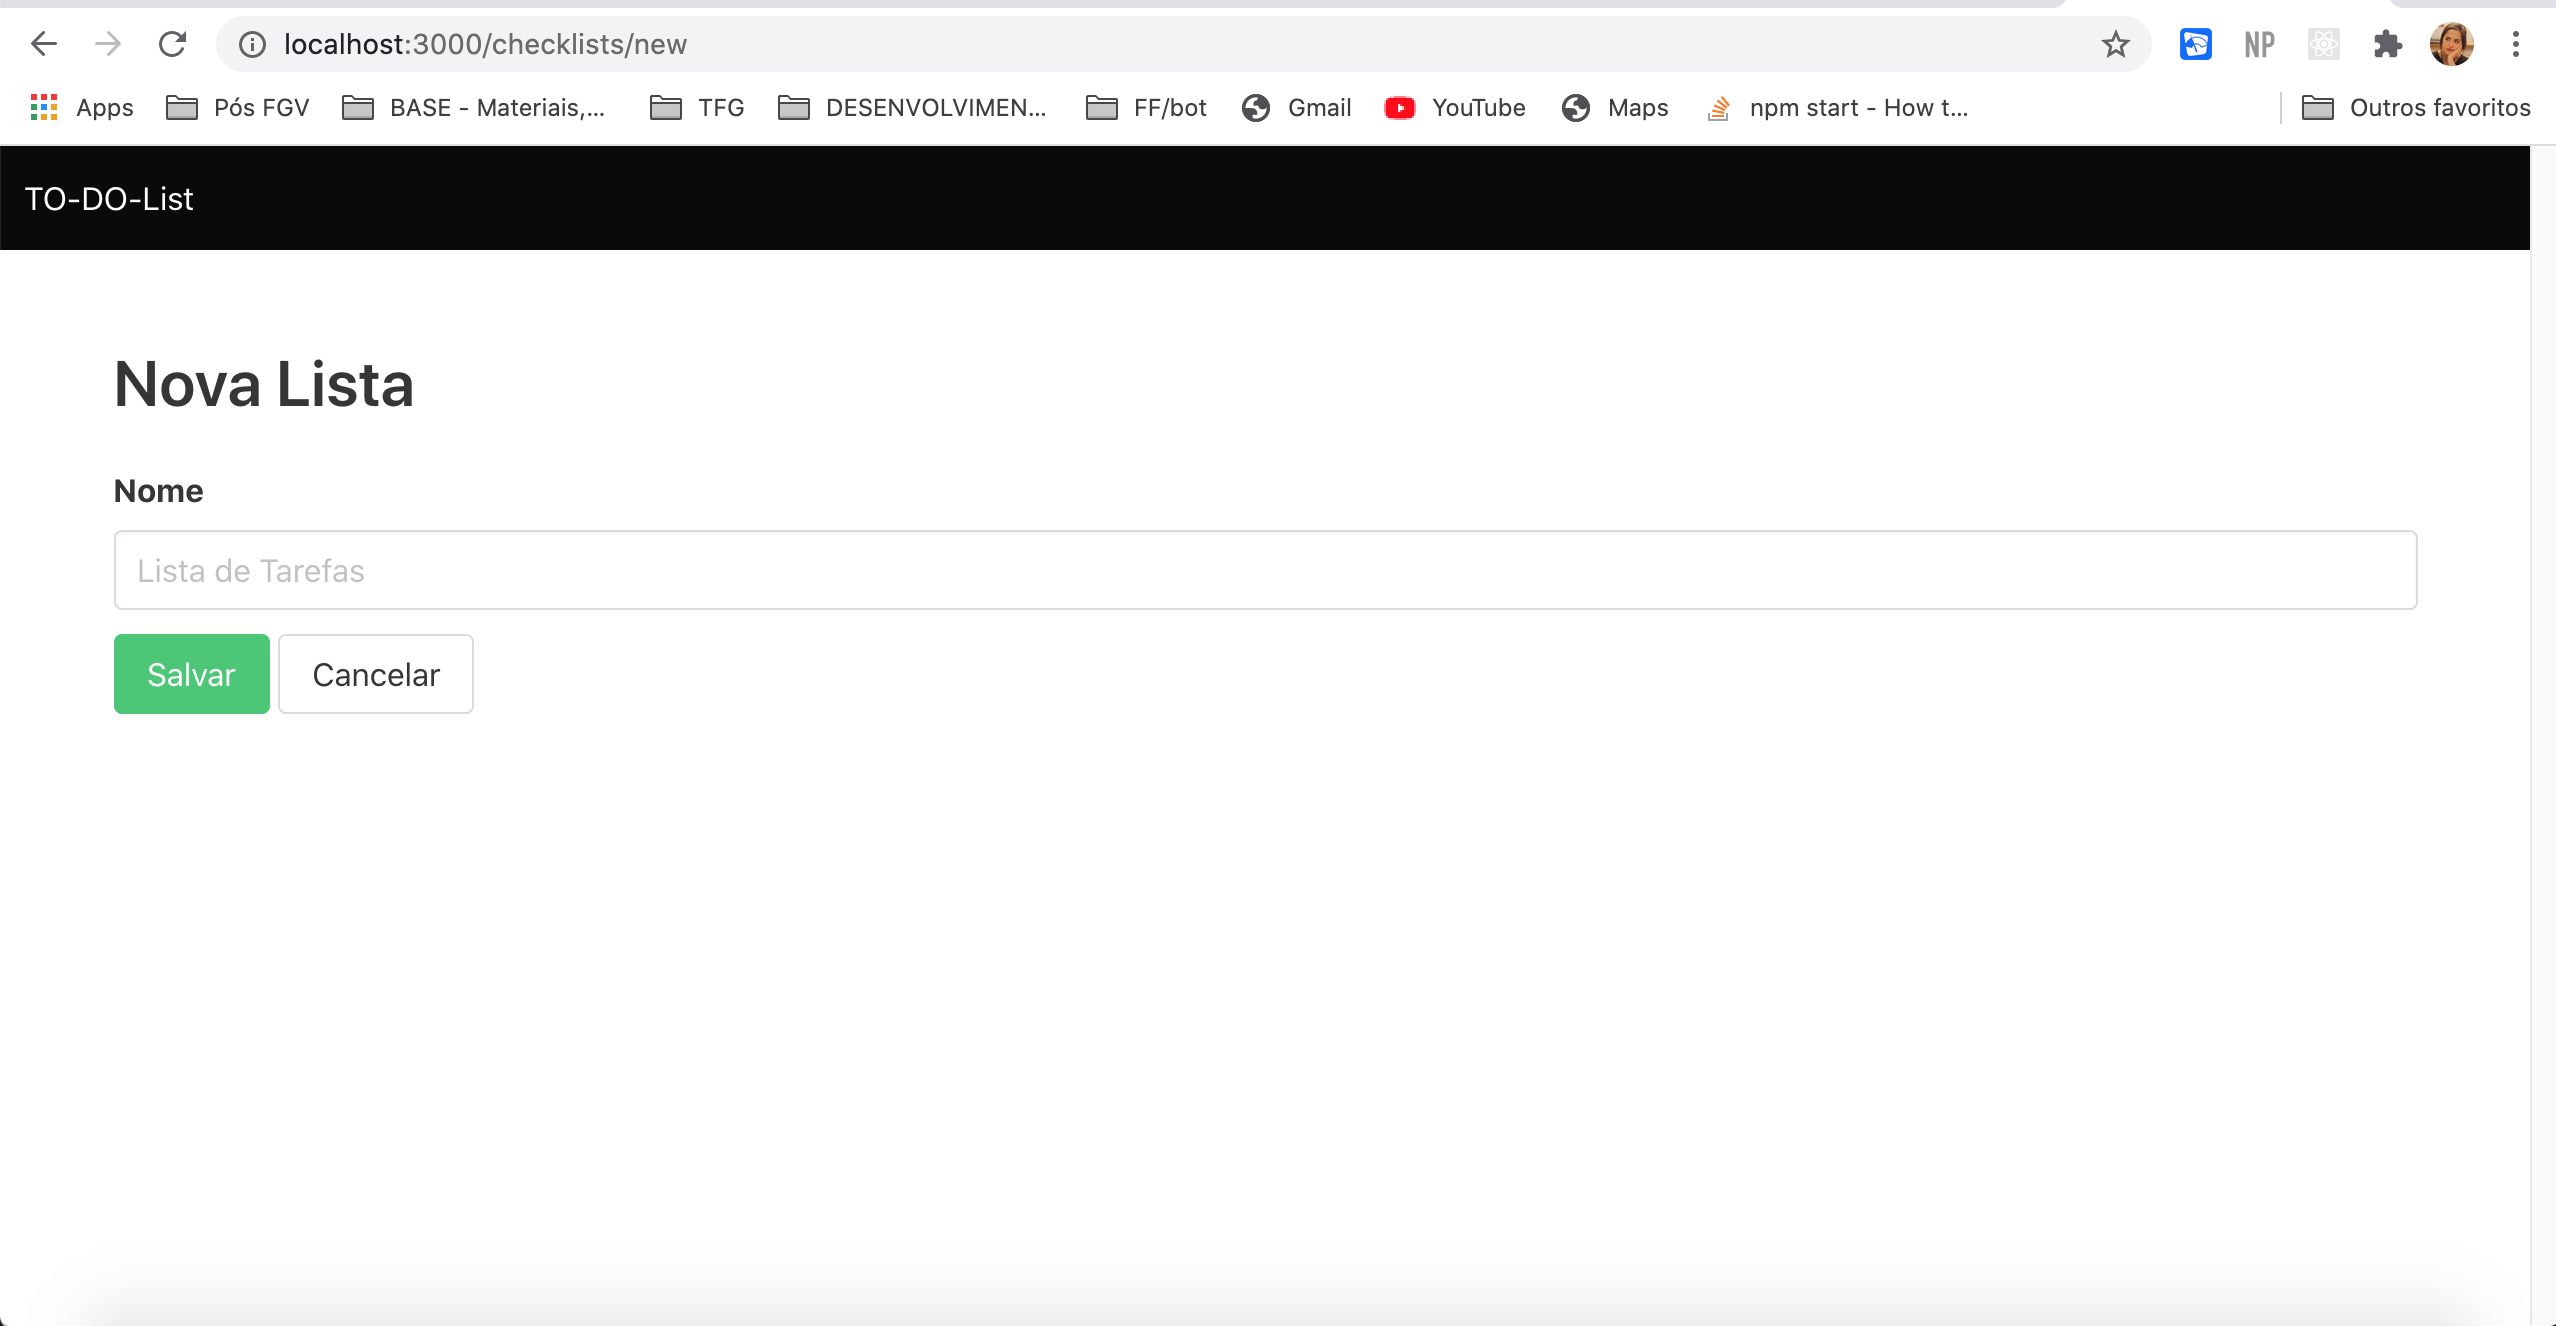 localhost:3000/checklists/new
NP
Apps Pós FGV BASE - Materiais,... TFG DESENVOLVIMEN... FF/bot Gmail YouTube Maps npm start - How t... Outros favoritos
TO-DO-List
Nova Lista
Nome
Lista de Tarefas
Salvar Cancelar